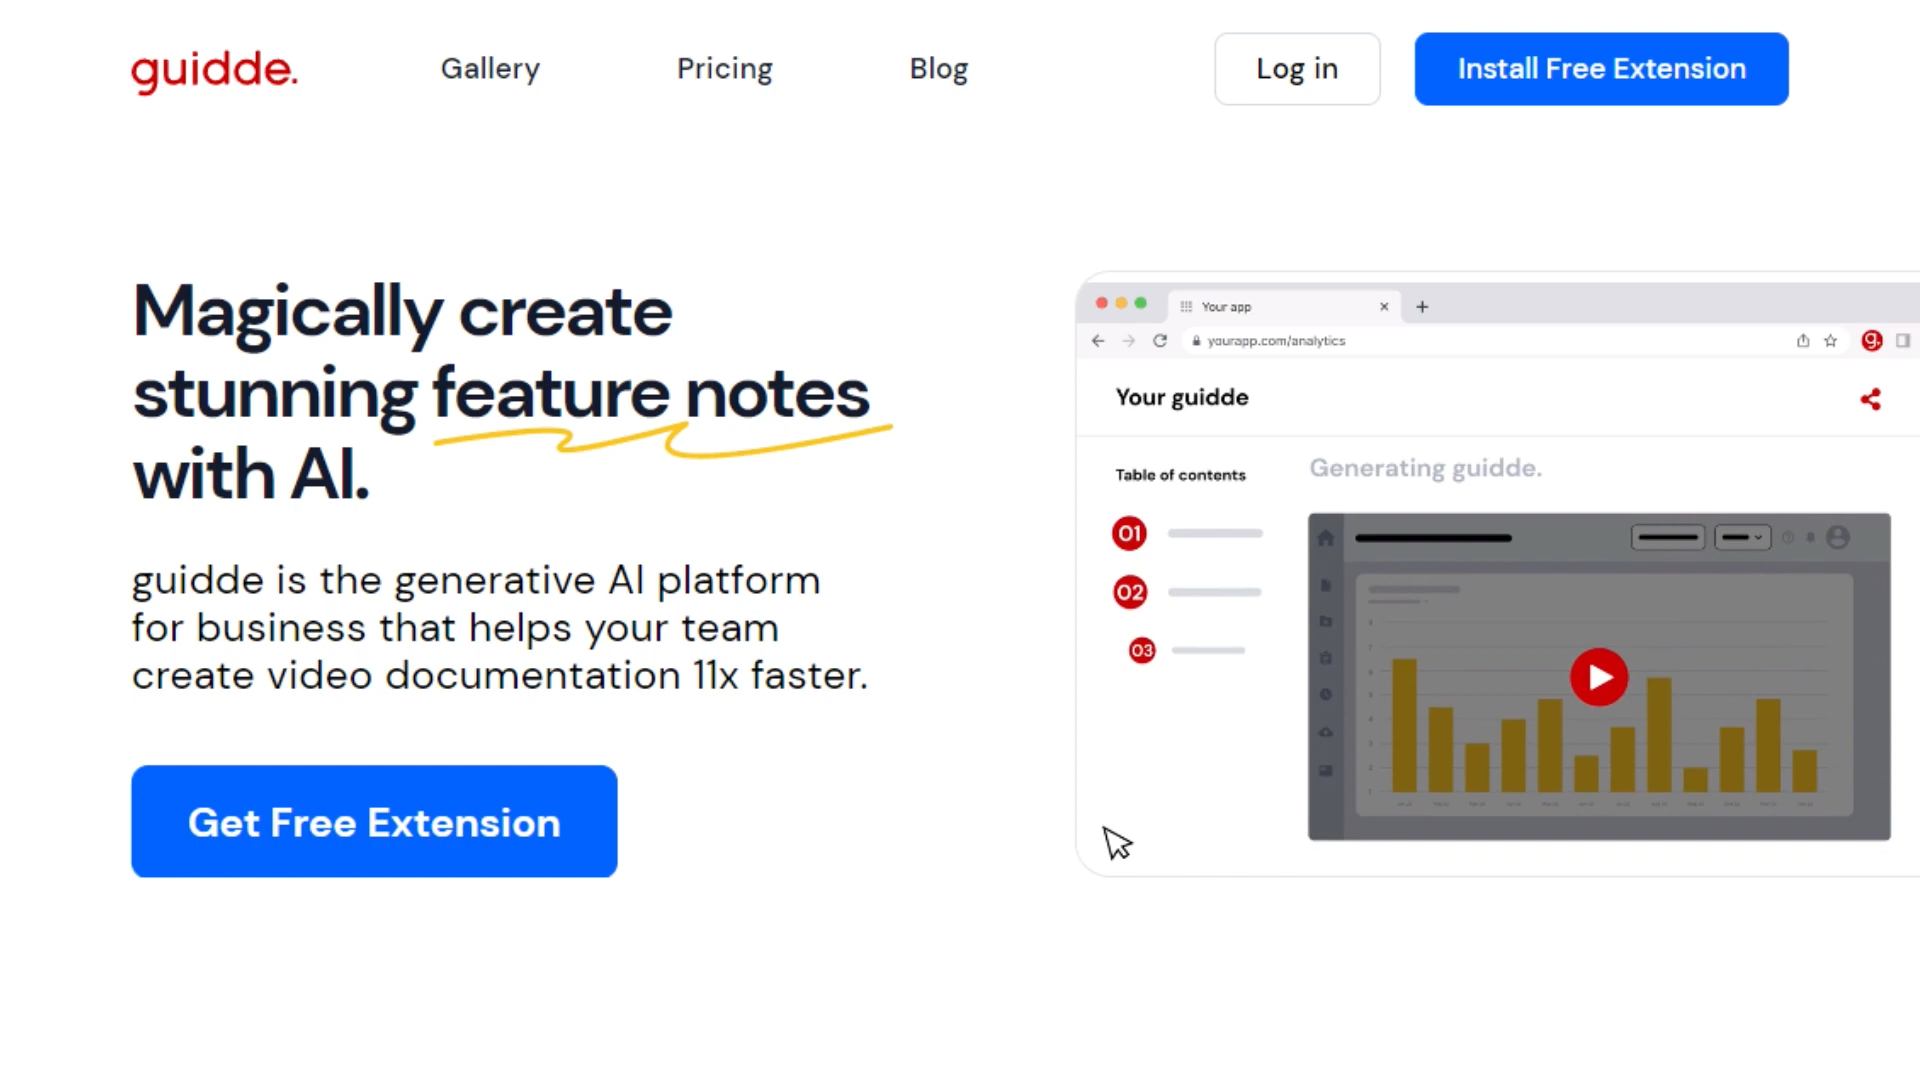 guidde.
Gallery
Pricing
Blog
Log in
Install Free Extension
Magically create
stunning feature notes
with AI.
guidde is the generative AI platform
for business that helps your team
create video documentation 11x faster.
Get Free Extension
Your app
yourapp.com/analytics
g.
Your guidde
Table of contents
Generating guidde.
01
02
03